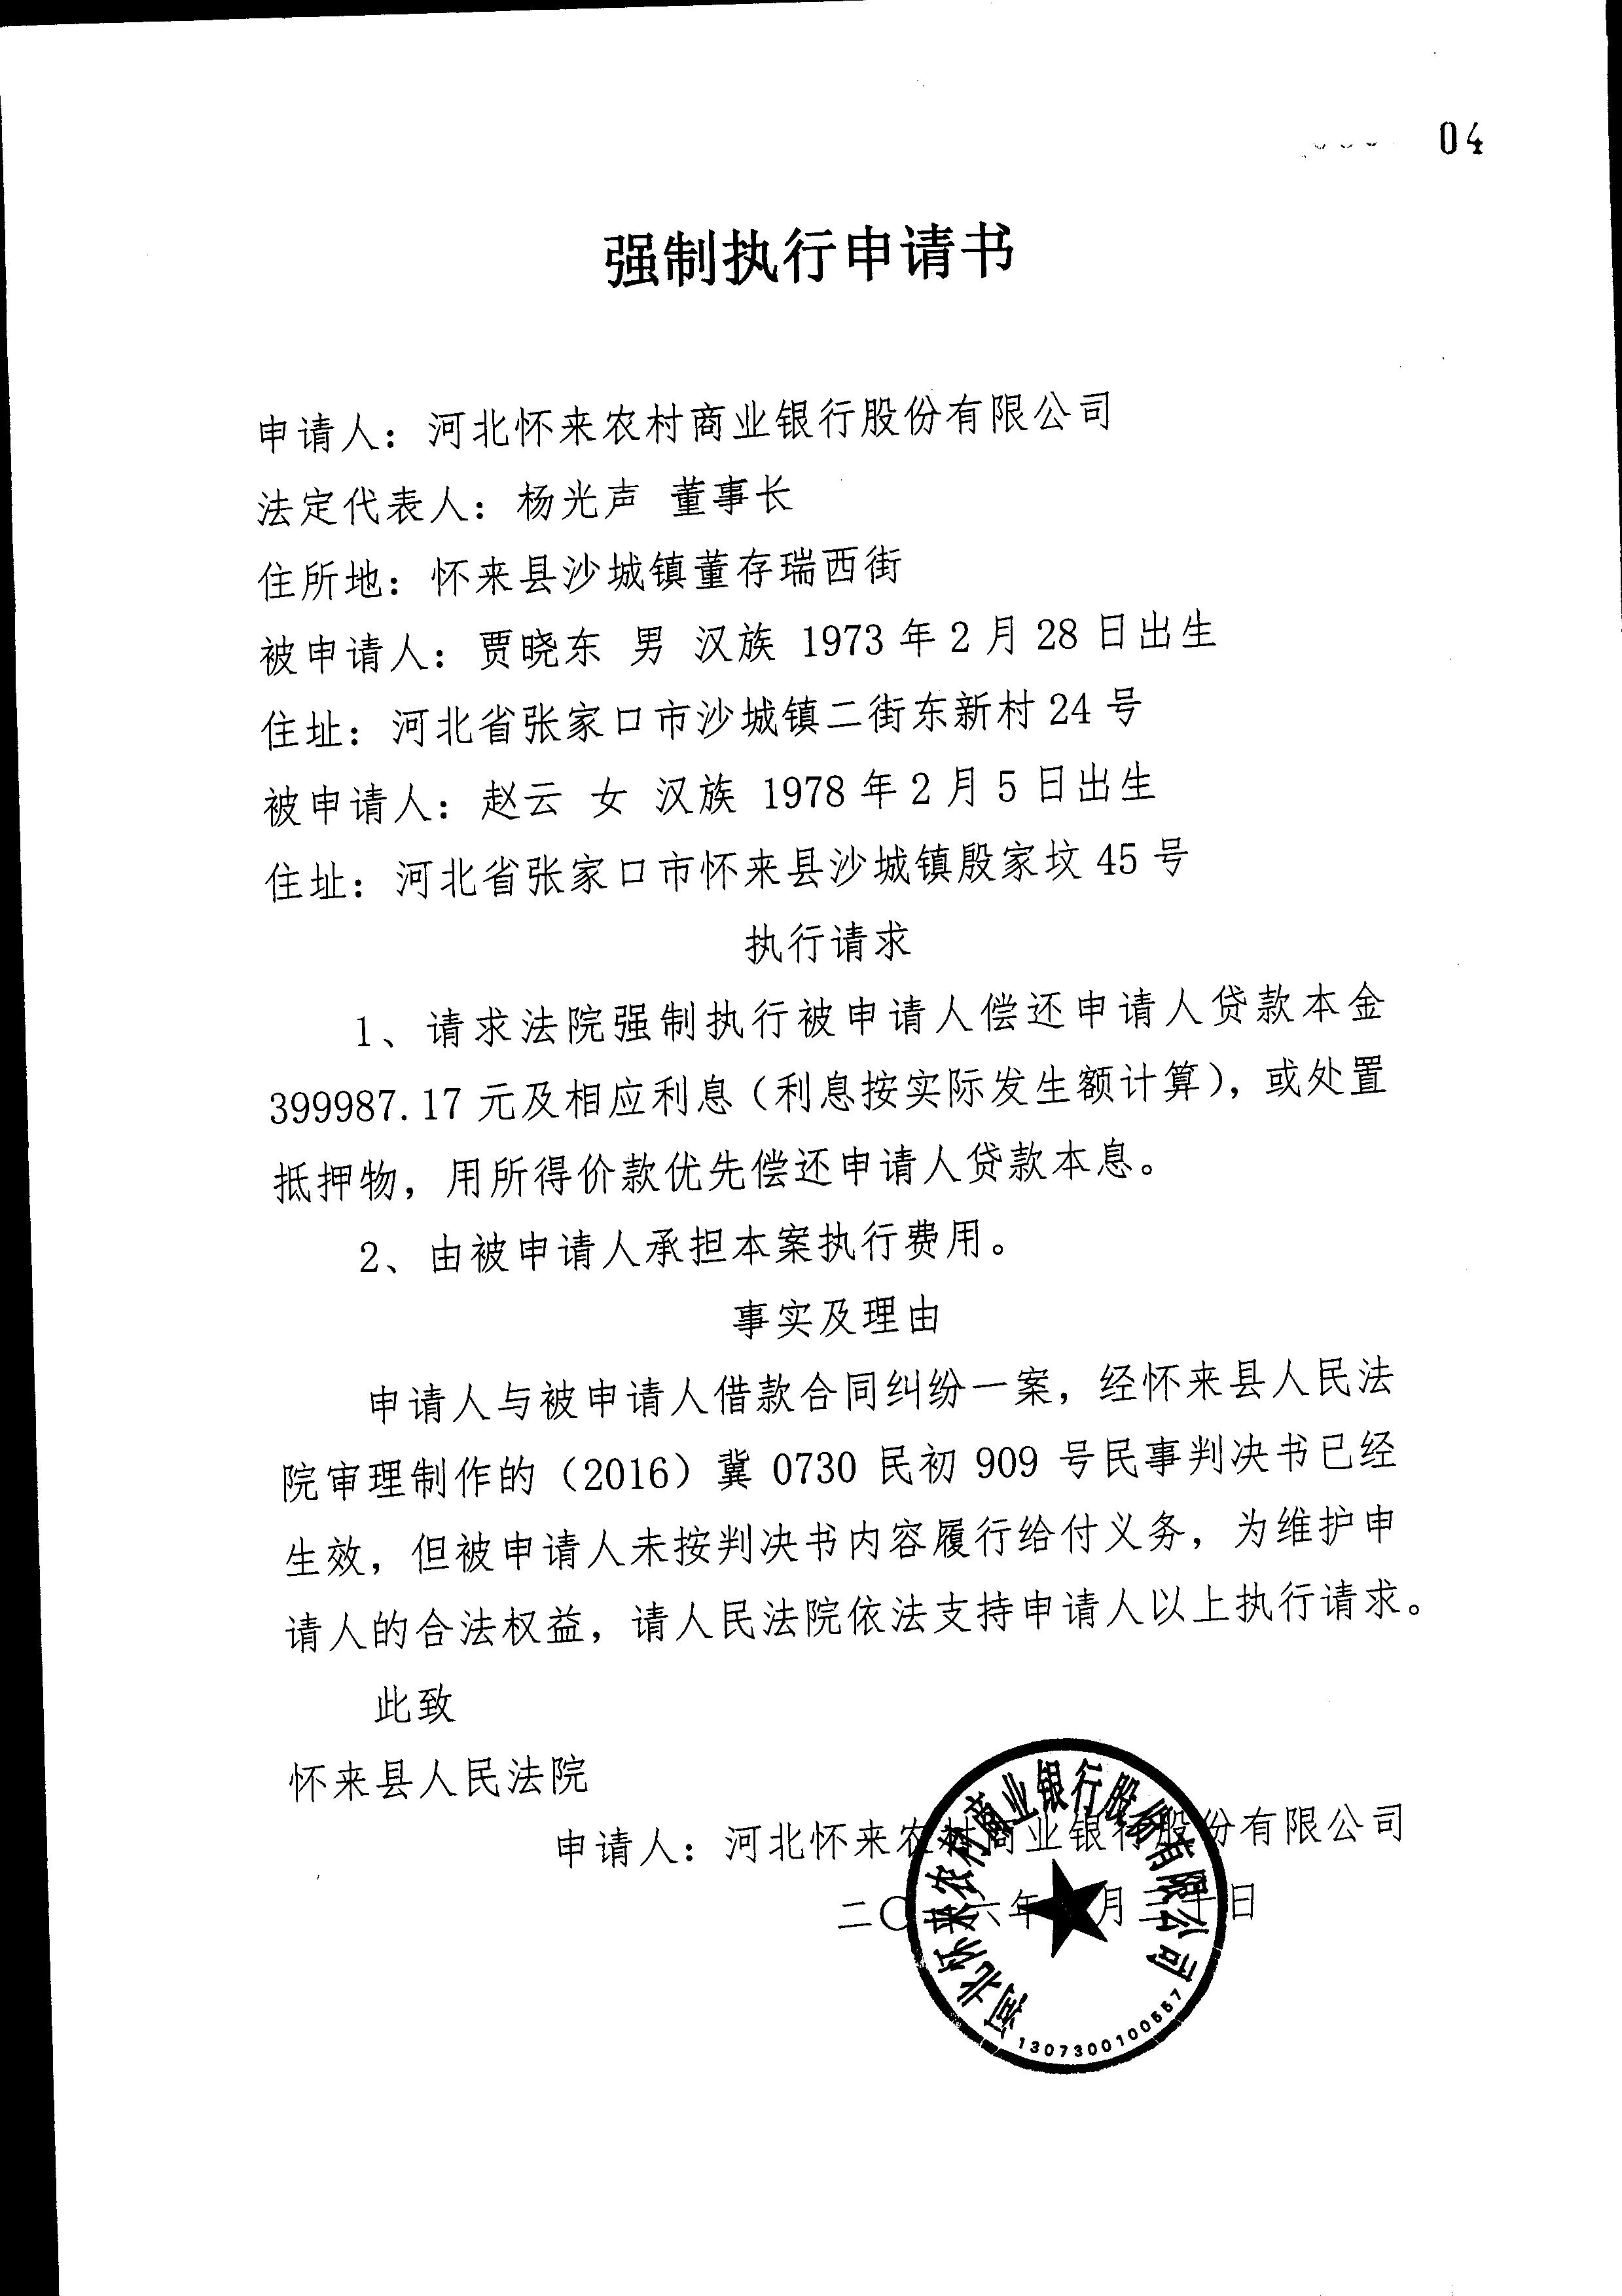 04
强制执行申请书
申请人：河北怀来农村商业银行股份有限公司
法定代表人：杨光声 董事长
住所地：怀来县沙城镇董存瑞西街
被申请人：贾晓东 男 汉族 1973年2月28日出生
住址：河北省张家口市沙城镇二街东新村24号
被申请人：赵云 女 汉族 1978年2月5日出生
住址：河北省张家口市怀来县沙城镇殷家坟45号
执行请求
1、请求法院强制执行被申请人偿还申请人贷款本金
399987.17元及相应利息（利息按实际发生额计算），或处置
抵押物，用所得价款优先偿还申请人贷款本息。
2、由被申请人承担本案执行费用。
事实及理由
申请人与被申请人借款合同纠纷一案，经怀来县人民法
院审理制作的（2016）冀 0730 民初 909 号民事判决书已经
生效，但被申请人未按判决书内容履行给付义务，为维护申
请人的合法权益，请人民法院依法支持申请人以上执行请求。
此致
怀来县人民法院
申请人：河北怀来农村商业银行股份有限公司
二〇 六年 月三十日
河北怀来农村商业银行股份有限公司
1307300100557